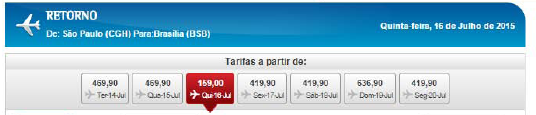 RETORNO
Quinta-feira, 16 de Julho de 2015
De: São Paulo (CGH) Para:Brasília (BSB)
Tarifas a partir de:
469,90 469,90 159,00 419,90 419,90 636,90 419,90
Ter-14-Jul Qua-15-Jul Qui-16-Jul Sex-17-Jul Sáb-18-Jul Dom-19-Jul Seg-20-Jul